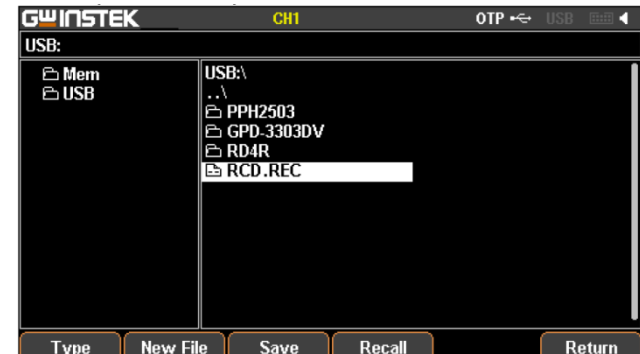 GWINSTEK CH1 OTP USB
USB:
Mem
USB
USB:\
..\
PPH2503
GPD-3303DV
RD4R
RCD.REC
Type New File Save Recall Return